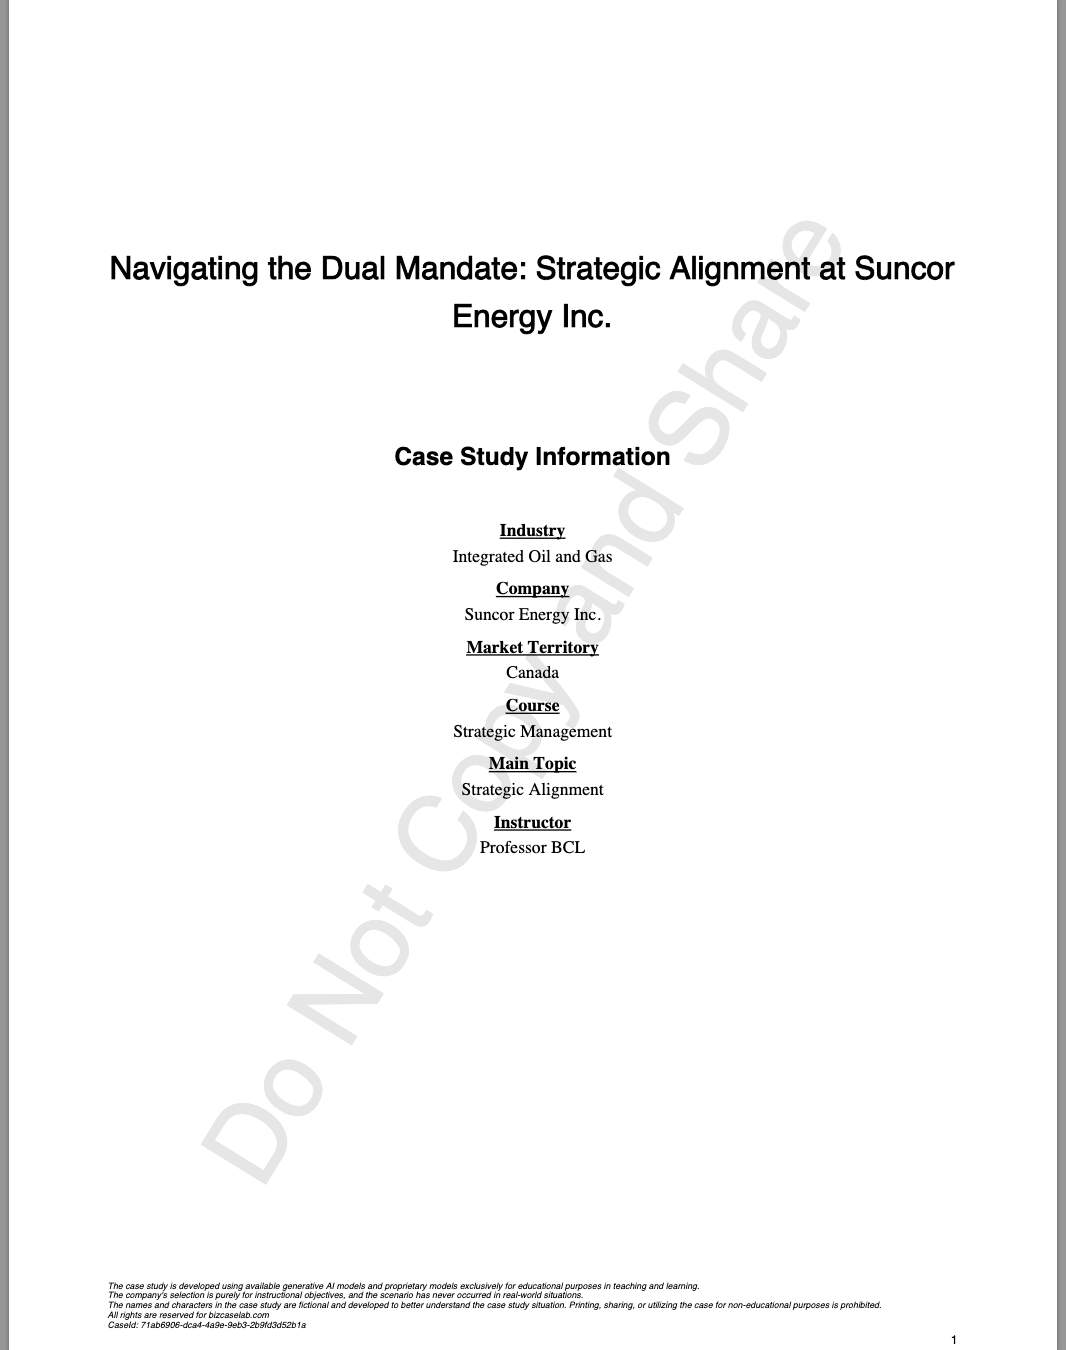 Navigating the Dual Mandate: Strategic Alignment at Suncor
Energy Inc.
Case Study Information
Industry
Integrated Oil and Gas
Company
Suncor Energy Inc.
Market Territory
Canada
Course
Strategic Management
Main Topic
Strategic Alignment
Instructor
Professor BCL
Do Not Copy and Share
The case study is developed using available generative AI models and proprietary models exclusively for educational purposes in teaching and learning.
The company's selection is purely for instructional objectives, and the scenario has never occurred in real-world situations.
The names and characters in the case study are fictional and developed to better understand the case study situation. Printing, sharing, or utilizing the case for non-educational purposes is prohibited.
All rights are reserved for bizcaselab.com
CaseId: 71ab6906-dca4-4a9e-9eb3-2b9fd3d52b1a
1